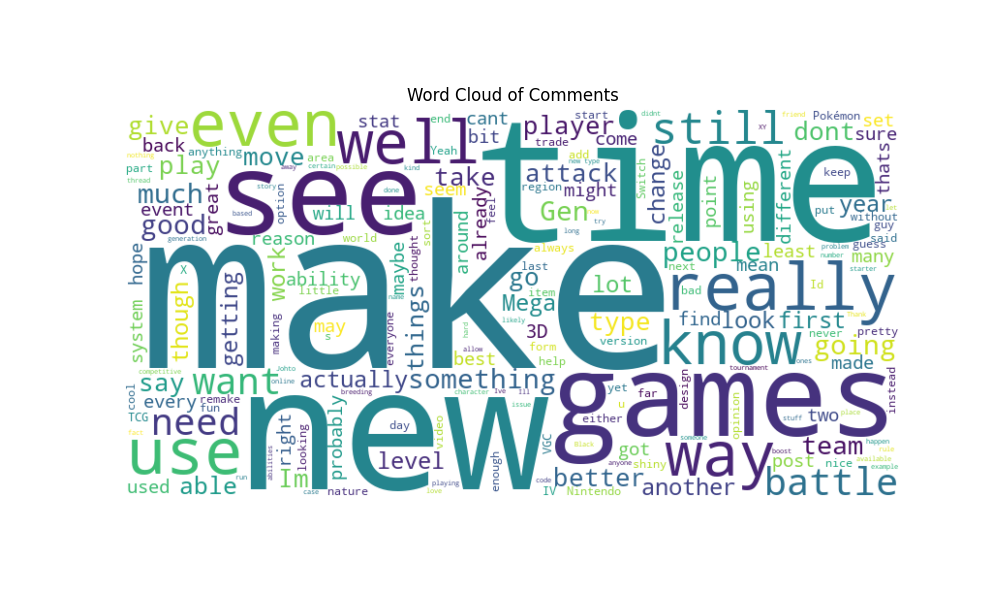 Word Cloud of Comments
give
even
well
stat
cant
end
start
didnt
XY
friend
Pokémon
set
back
anything
Yeah
bit
player
still
dont
sure
nothing
part
play
move
area
certain
possible
away
kind
trade
come
add
new type
thats
thread
much
great
see
story
option
take
attack
region
might
Switch
change
release
point
using
different
keep
event
good
based
done
seem
feel
time
idea
will
Gen
try
long
put
year
without
guy
hope
generation
reason
world
sort
already
around
always
people
least
said
guess
many
X
work
ability
maybe
thought
last
go
next
mean
problem
number
system
though
getting
little
make
item
lot
bad
really
Id
starter
may
name
things
Mega
type
find
look
first
thank
s
making
everyone
hard
likely
3D
form
version
know
never
pretty
going
allow
best
help
ones
made
competitive
say
want
Johto
online
actually
something
tournament
cool
every
remake
breeding
character
Ive
Ill
yet
far
design
instead
TCG
fun
need
new
issue
u
games
opinion
stuff
two
place
fact
use
right
looking
probably
day
video
VGC
either
Black
someone
way
team
happen
rule
abilities
level
enough
got
shiny
anyone
boost
post
nice
available
example
used
able
run
Im
case
nature
playing
love
code
better
IV
Nintendo
another
battle